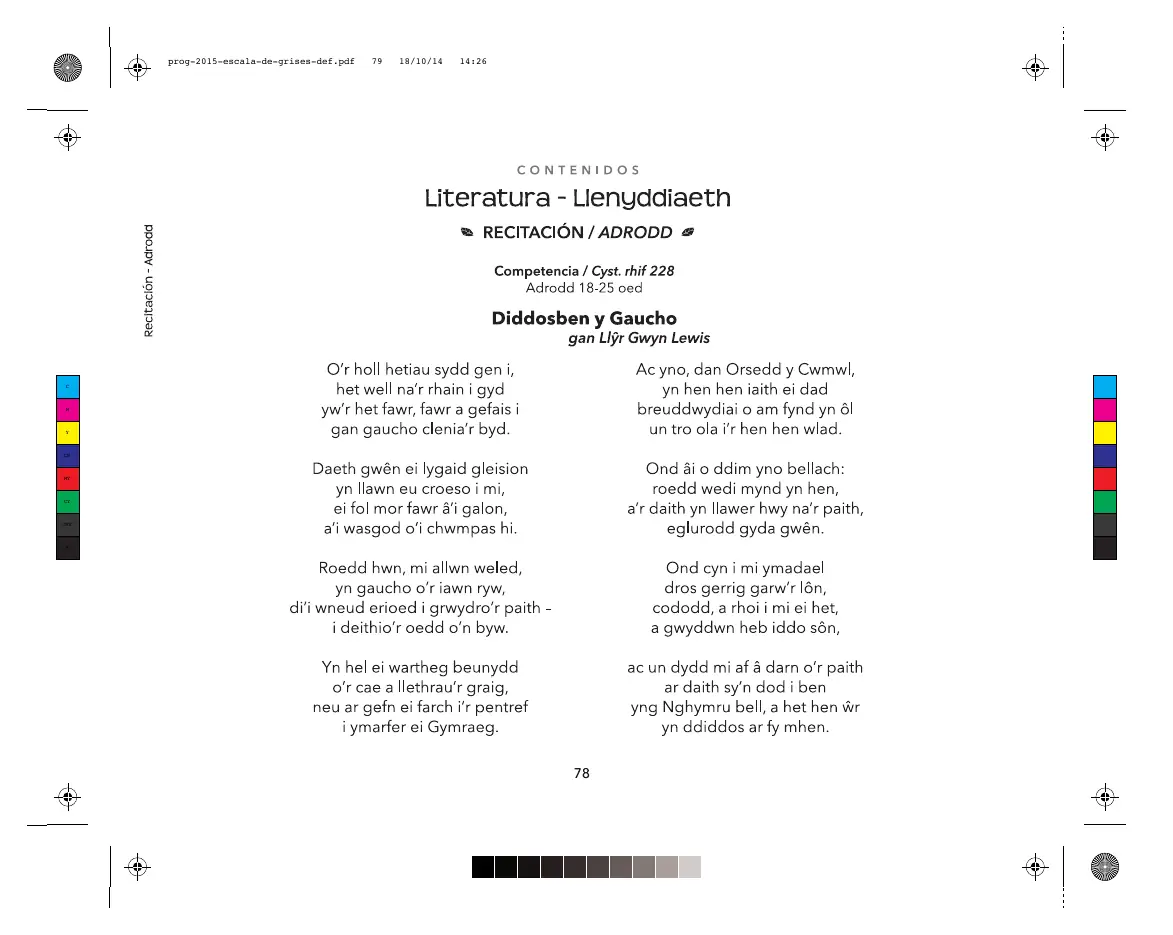 prog-2015-escala-de-grises-def.pdf 79 18/10/14 14:26
CONTENIDOS
Literatura - Llenyddiaeth
RECITACIÓN / ADRODD
Recitación - Adrodd
Competencia / Cyst. rhif 228
Adrodd 18-25 oed
Diddosben y Gaucho
gan Llŷr Gwyn Lewis
O’r holl hetiau sydd gen i,
het well na’r rhain i gyd
yw’r het fawr, fawr a gefais i
gan gaucho clenia’r byd.
Daeth gwên ei lygaid gleision
yn llawn eu croeso i mi,
ei fol mor fawr â’i galon,
a’i wasgod o’i chwmpas hi.
Roedd hwn, mi allwn weled,
yn gaucho o’r iawn ryw,
di’i wneud erioed i grwydro’r paith –
i deithio’r oedd o’n byw.
Yn hel ei wartheg beunydd
o’r cae a llethrau’r graig,
neu ar gefn ei farch i’r pentref
i ymarfer ei Gymraeg.
Ac yno, dan Orsedd y Cwmwl,
yn hen hen iaith ei dad
breuddwydiai o am fynd yn ôl
un tro ola i’r hen hen wlad.
Ond âi o ddim yno bellach:
roedd wedi mynd yn hen,
a’r daith yn llawer hwy na’r paith,
eglurodd gyda gwên.
Ond cyn i mi ymadael
dros gerrig garw’r lôn,
cododd, a rhoi i mi ei het,
a gwyddwn heb iddo sôn,
ac un dydd mi af â darn o’r paith
ar daith sy’n dod i ben
yng Nghymru bell, a het hen ŵr
yn ddiddos ar fy mhen.
78